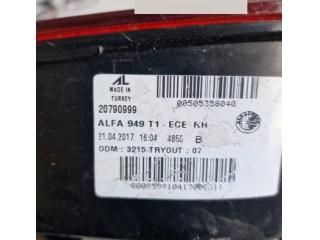 AL
MADE IN
TURKEY
20790999
00505358040
ALFA 949 T1 - ECE RH
21.04.2017 16:04 4850 B
ODM : 3215-TRYOUT : 07